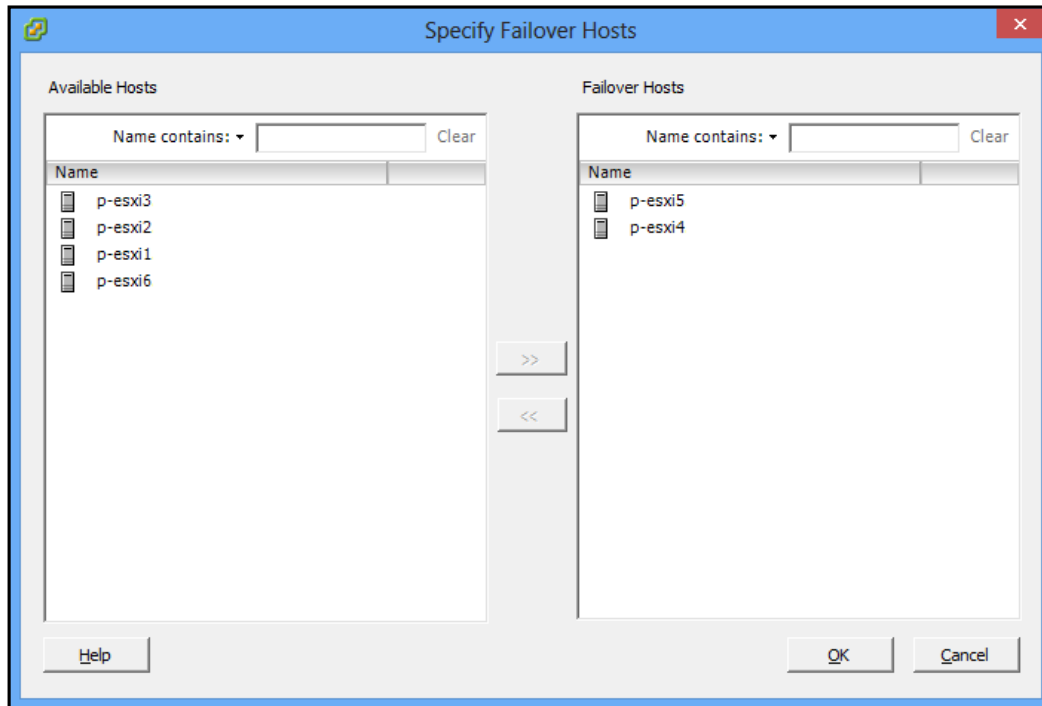 Specify Failover Hosts
Available Hosts
Name contains:
Clear
Name
p-esxi3
p-esxi2
p-esxi1
p-esxi6
>>
<<
Failover Hosts
Name contains:
Clear
Name
p-esxi5
p-esxi4
Help
OK
Cancel